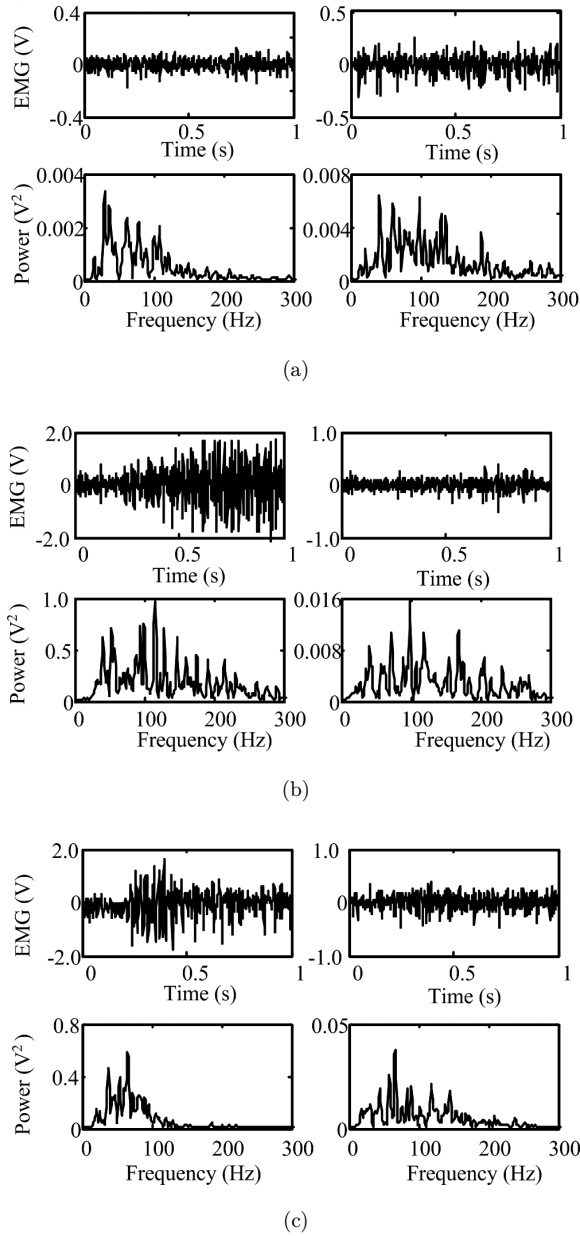 0.4 0.5
EMG (V) 0 0
-0.4 -0.5
0 0.5 1 0 0.5 1
Time (s) Time (s)
0.004 0.008
Power (V²) 0.002 0.004
0 0
0 100 200 300 0 100 200 300
Frequency (Hz) Frequency (Hz)
(a)
2.0 1.0
EMG (V) 0 0
-2.0 -1.0
0 0.5 1 0 0.5 1
Time (s) Time (s)
1.0 0.016
Power (V²) 0.5 0.008
0 0
0 100 200 300 0 100 200 300
Frequency (Hz) Frequency (Hz)
(b)
2.0 1.0
EMG (V) 0.0 0
-2.0 -1.0
0 0.5 1 0 0.5 1
Time (s) Time (s)
0.8 0.05
Power (V²) 0.4
0 0
0 100 200 300 0 100 200 300
Frequency (Hz) Frequency (Hz)
(c)